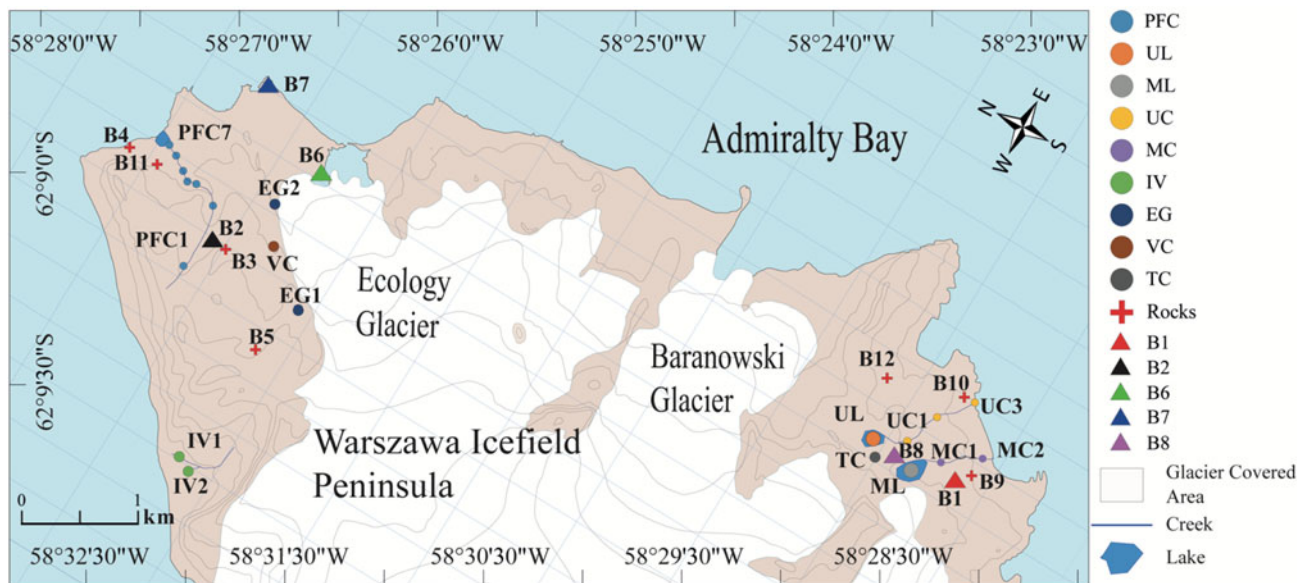 58°28'0"W
58°27'0"W
58°26'0"W
58°25'0"W
58°24'0"W
58°23'0"W
B7
N
E
W
S
Admiralty Bay
B4
PFC7
B11
B6
62°9'0"S
EG2
B2
PFC1
B3
VC
Ecology
Glacier
EG1
B5
62°9'30"S
Baranowski
Glacier
B12
B10
UL
UC1
UC3
Warszawa Icefield
Peninsula
IV1
IV2
TC
B8
MC1
MC2
ML
B1
B9
0
1
km
58°32'30"W
58°31'30"W
58°29'30"W
58°28'30"W
PFC
UL
ML
UC
MC
IV
EG
VC
TC
Rocks
B1
B2
B6
B7
B8
Glacier Covered
Area
Creek
Lake